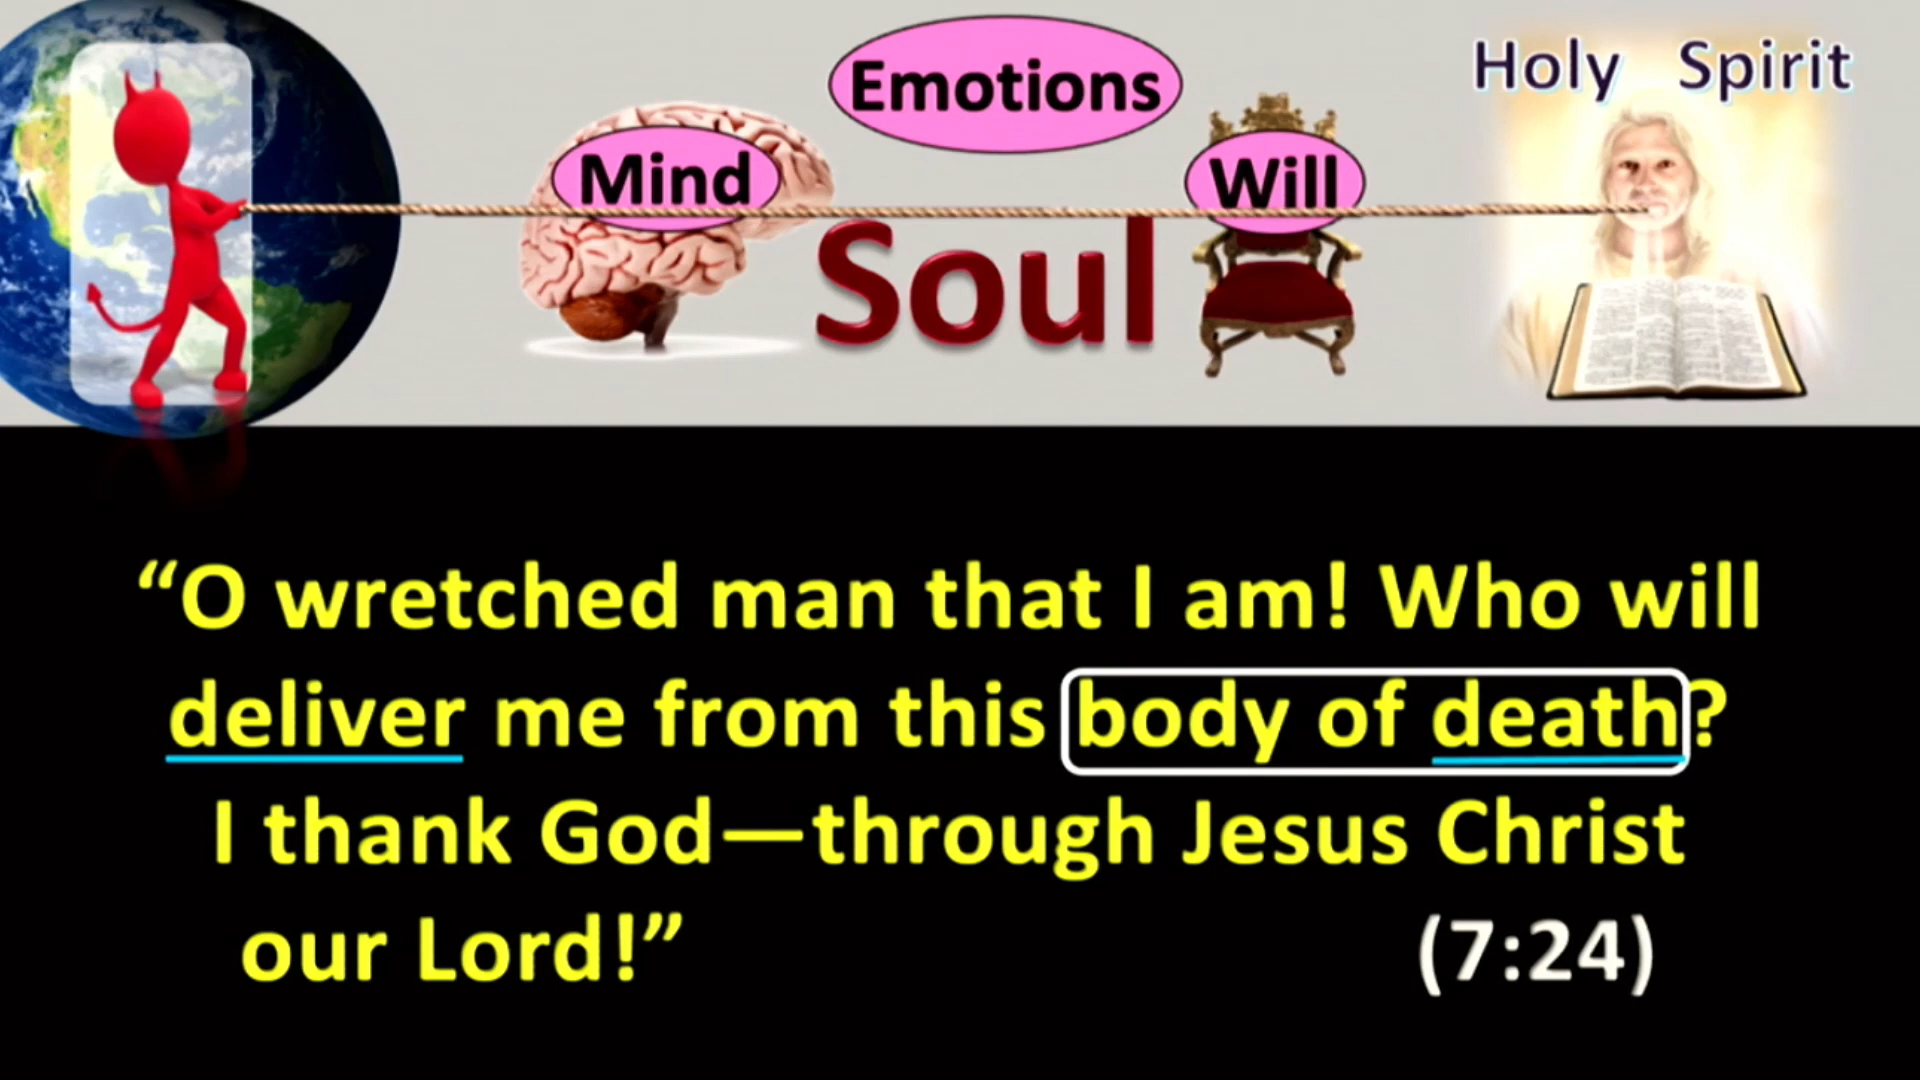 Emotions
Holy Spirit
Mind
Will
Soul
“O wretched man that I am! Who will
deliver me from this body of death?
I thank God—through Jesus Christ
our Lord!” (7:24)